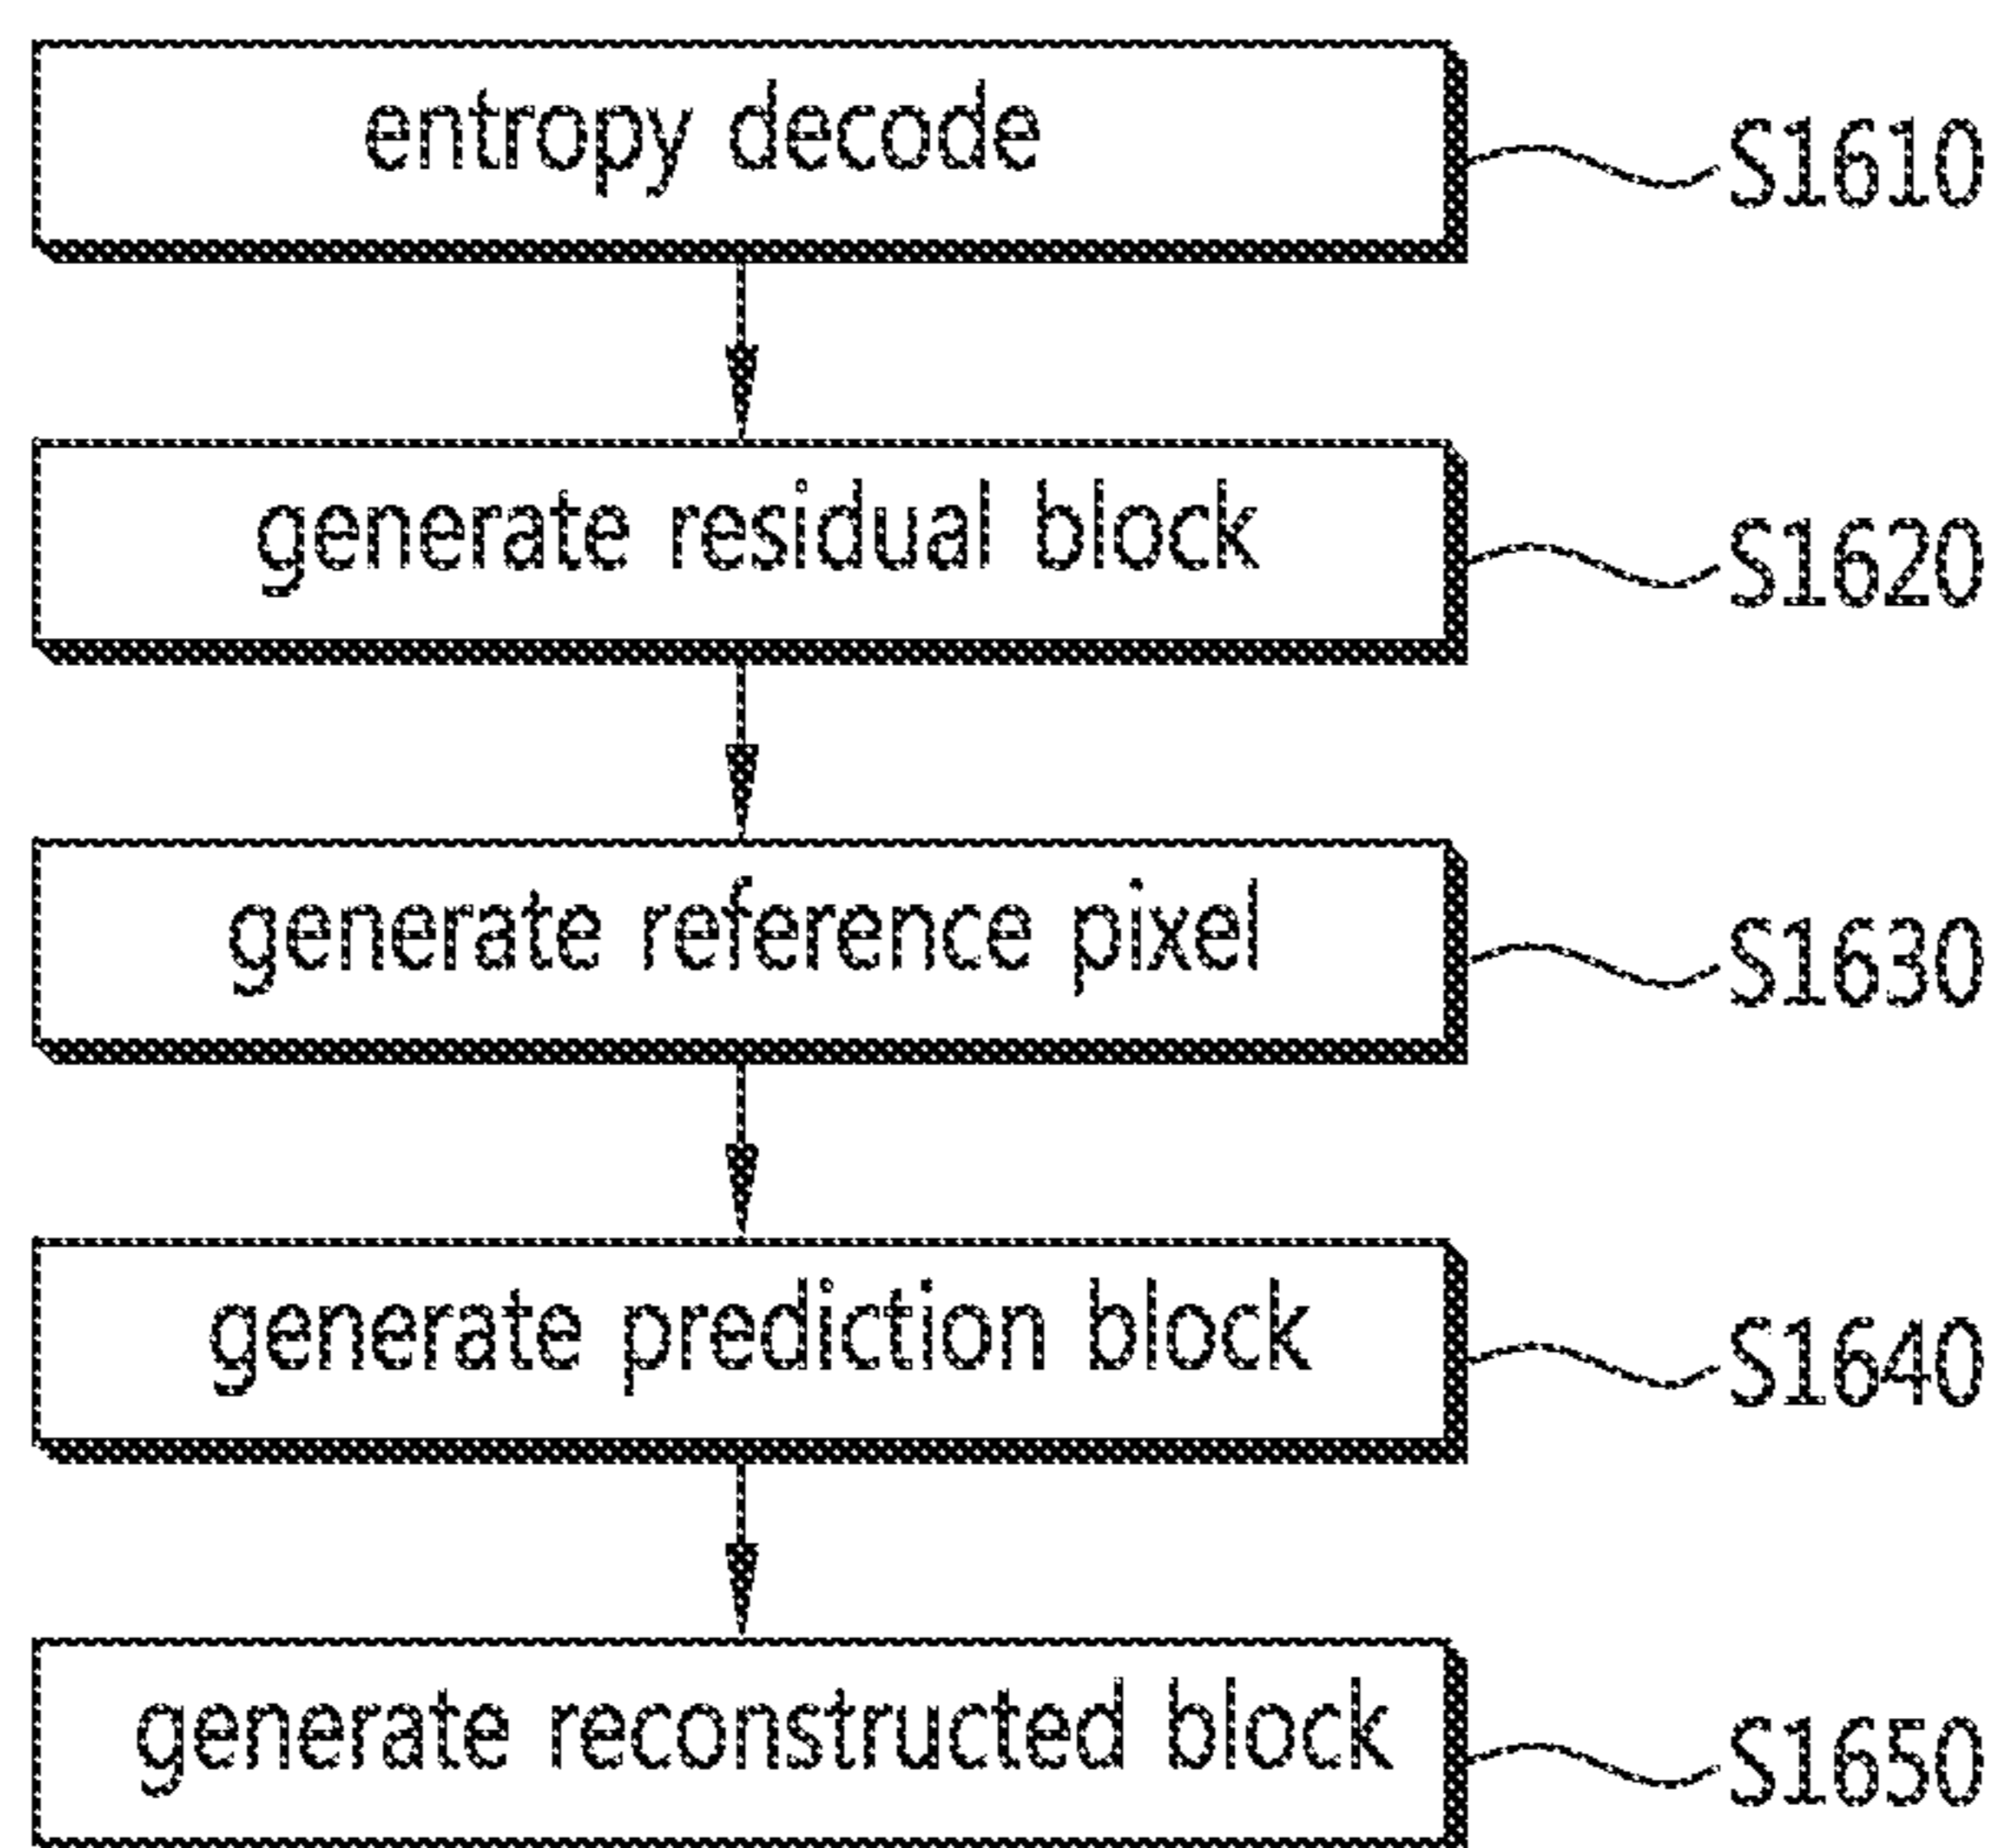 entropy decode
S1610
generate residual block
S1620
generate reference pixel
S1630
generate prediction block
S1640
generate reconstructed block
S1650